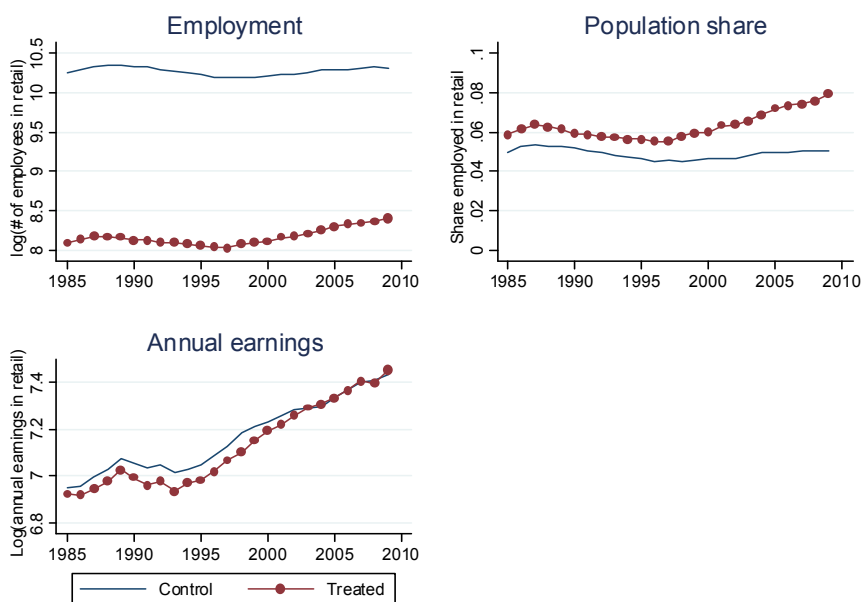 Employment
log(# of employees in retail)
8 8.5 9 9.5 10 10.5
1985 1990 1995 2000 2005 2010
Population share
Share employed in retail
0 .02 .04 .06 .08 .1
1985 1990 1995 2000 2005 2010
Annual earnings
Log(annual earnings in retail)
6.8 7 7.2 7.4
1985 1990 1995 2000 2005 2010
Control Treated